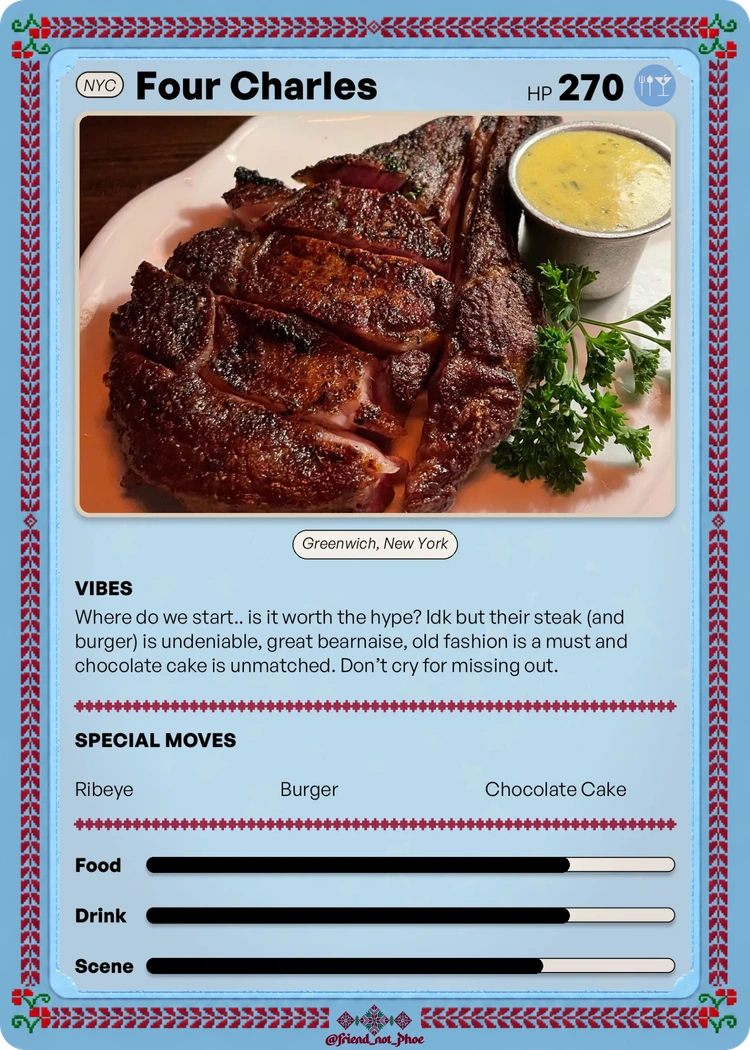 NYC Four Charles HP 270
Greenwich, New York
VIBES
Where do we start.. is it worth the hype? Idk but their steak (and
burger) is undeniable, great bearnaise, old fashion is a must and
chocolate cake is unmatched. Don’t cry for missing out.
SPECIAL MOVES
Ribeye Burger Chocolate Cake
Food
Drink
Scene
@friend_not_Phoe